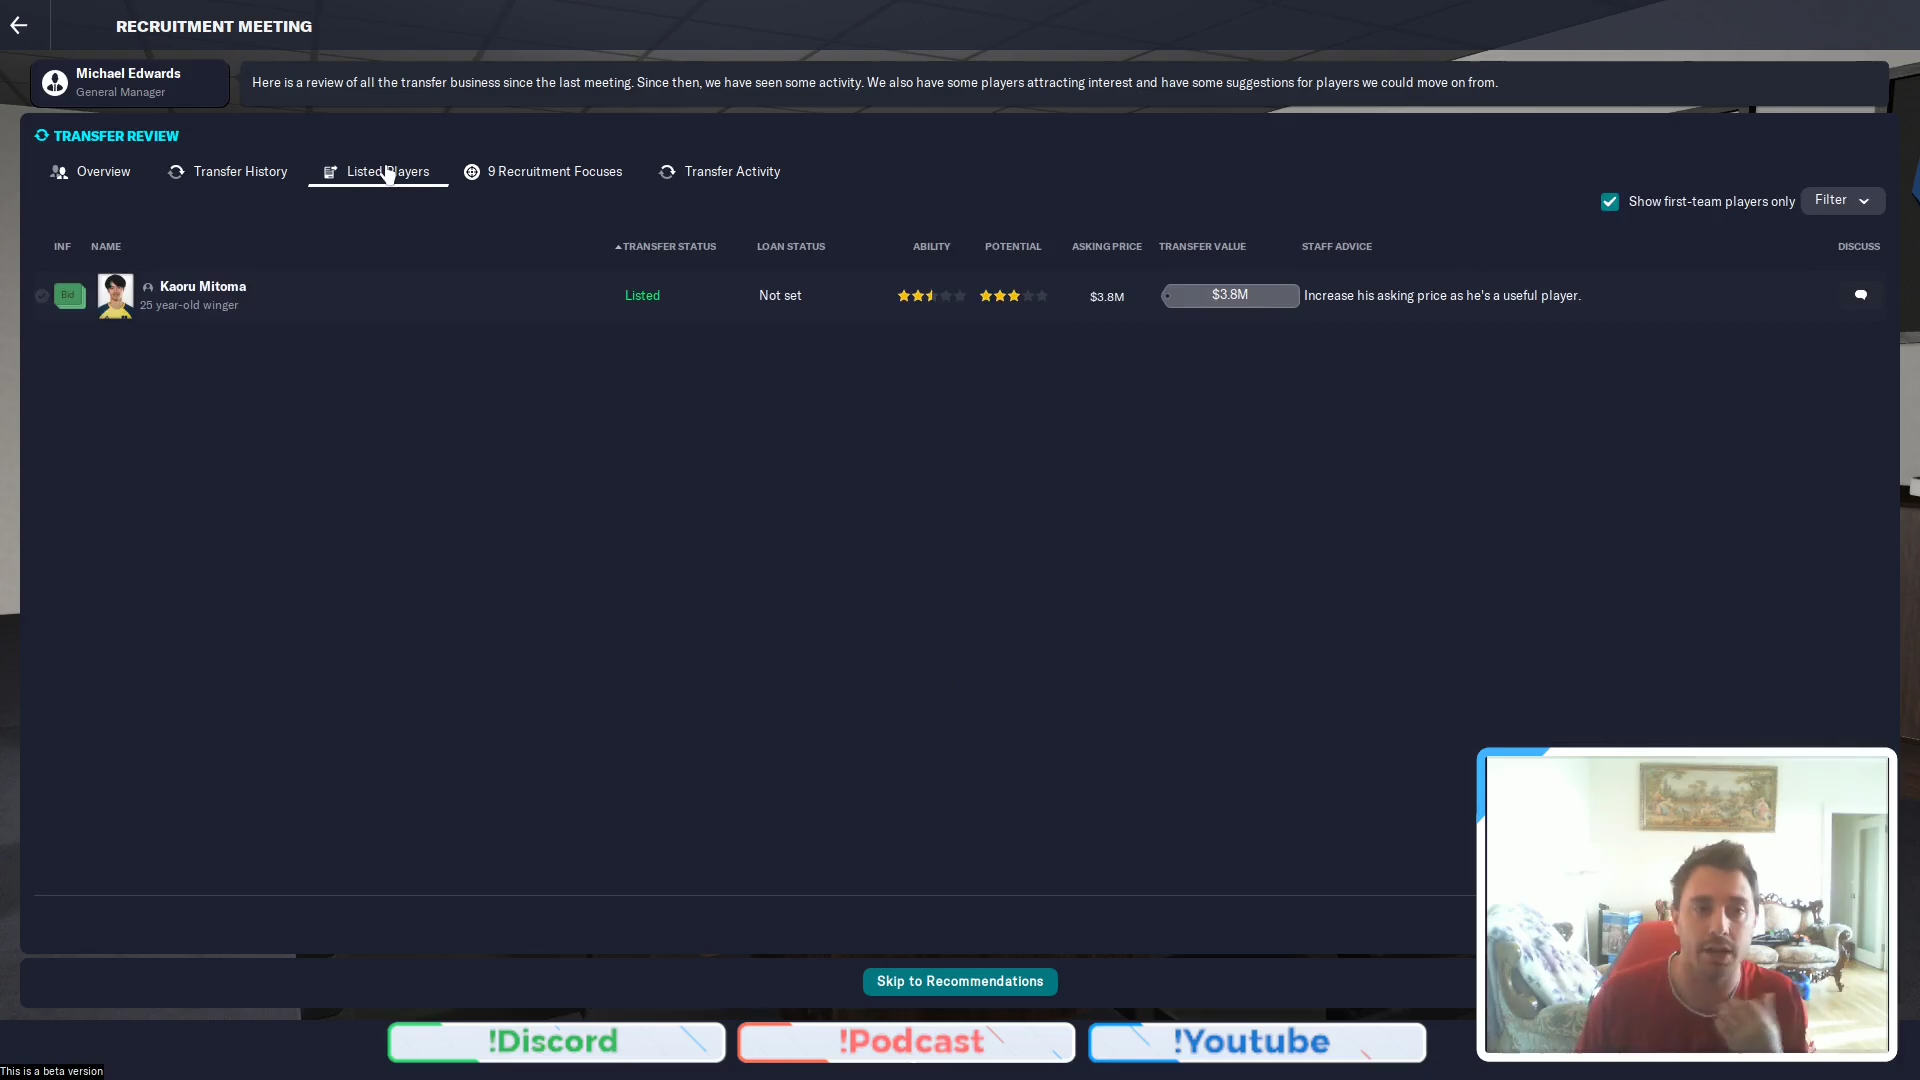 RECRUITMENT MEETING
Michael Edwards
General Manager
Here is a review of all the transfer business since the last meeting. Since then, we have seen some activity. We also have some players attracting interest and have some suggestions for players we could move on from.
TRANSFER REVIEW
Overview
Transfer History
Listed Players
9 Recruitment Focuses
Transfer Activity
Show first-team players only
Filter
INF NAME TRANSFER STATUS LOAN STATUS ABILITY POTENTIAL ASKING PRICE TRANSFER VALUE STAFF ADVICE DISCUSS
Bid
Kaoru Mitoma
25 year-old winger
Listed
Not set
$3.8M
$3.8M
Increase his asking price as he's a useful player.
Skip to Recommendations
!Discord
!Podcast
!Youtube
This is a beta version